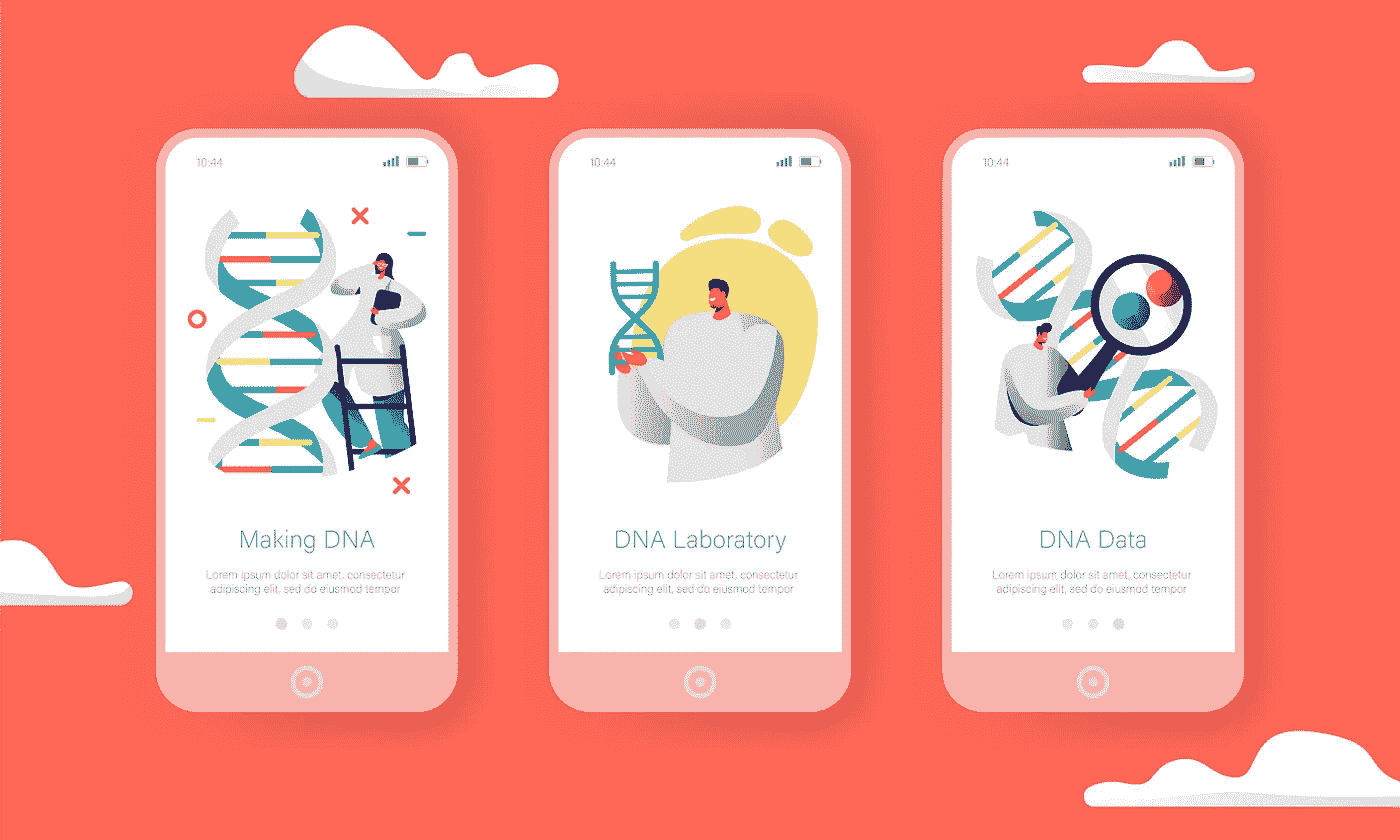 10:44
Making DNA
Lorem ipsum dolor sit amet, consectetur
adipiscing elit, sed do eiusmod tempor
10:44
DNA Laboratory
Lorem ipsum dolor sit amet, consectetur
adipiscing elit, sed do eiusmod tempor
10:44
DNA Data
Lorem ipsum dolor sit amet, consectetur
adipiscing elit, sed do eiusmod tempor